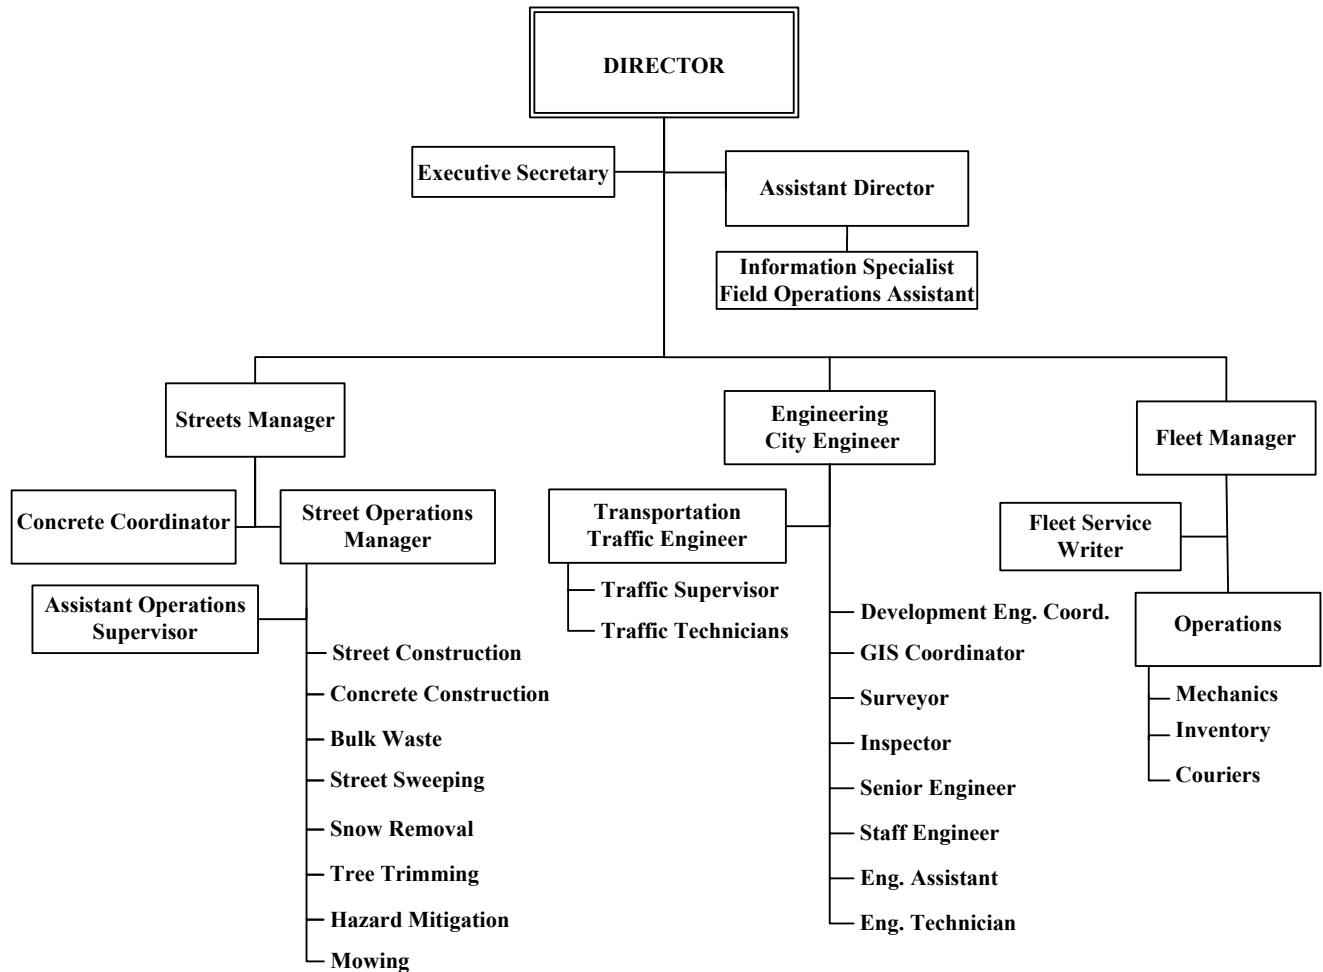 DIRECTOR
Executive Secretary
Assistant Director
Information Specialist
Field Operations Assistant
Streets Manager
Engineering
City Engineer
Fleet Manager
Concrete Coordinator
Street Operations
Manager
Transportation
Traffic Engineer
Fleet Service
Writer
Assistant Operations
Supervisor
Traffic Supervisor
Traffic Technicians
Street Construction
Concrete Construction
Bulk Waste
Street Sweeping
Snow Removal
Tree Trimming
Hazard Mitigation
Mowing
Development Eng. Coord.
GIS Coordinator
Surveyor
Inspector
Senior Engineer
Staff Engineer
Eng. Assistant
Eng. Technician
Operations
Mechanics
Inventory
Couriers